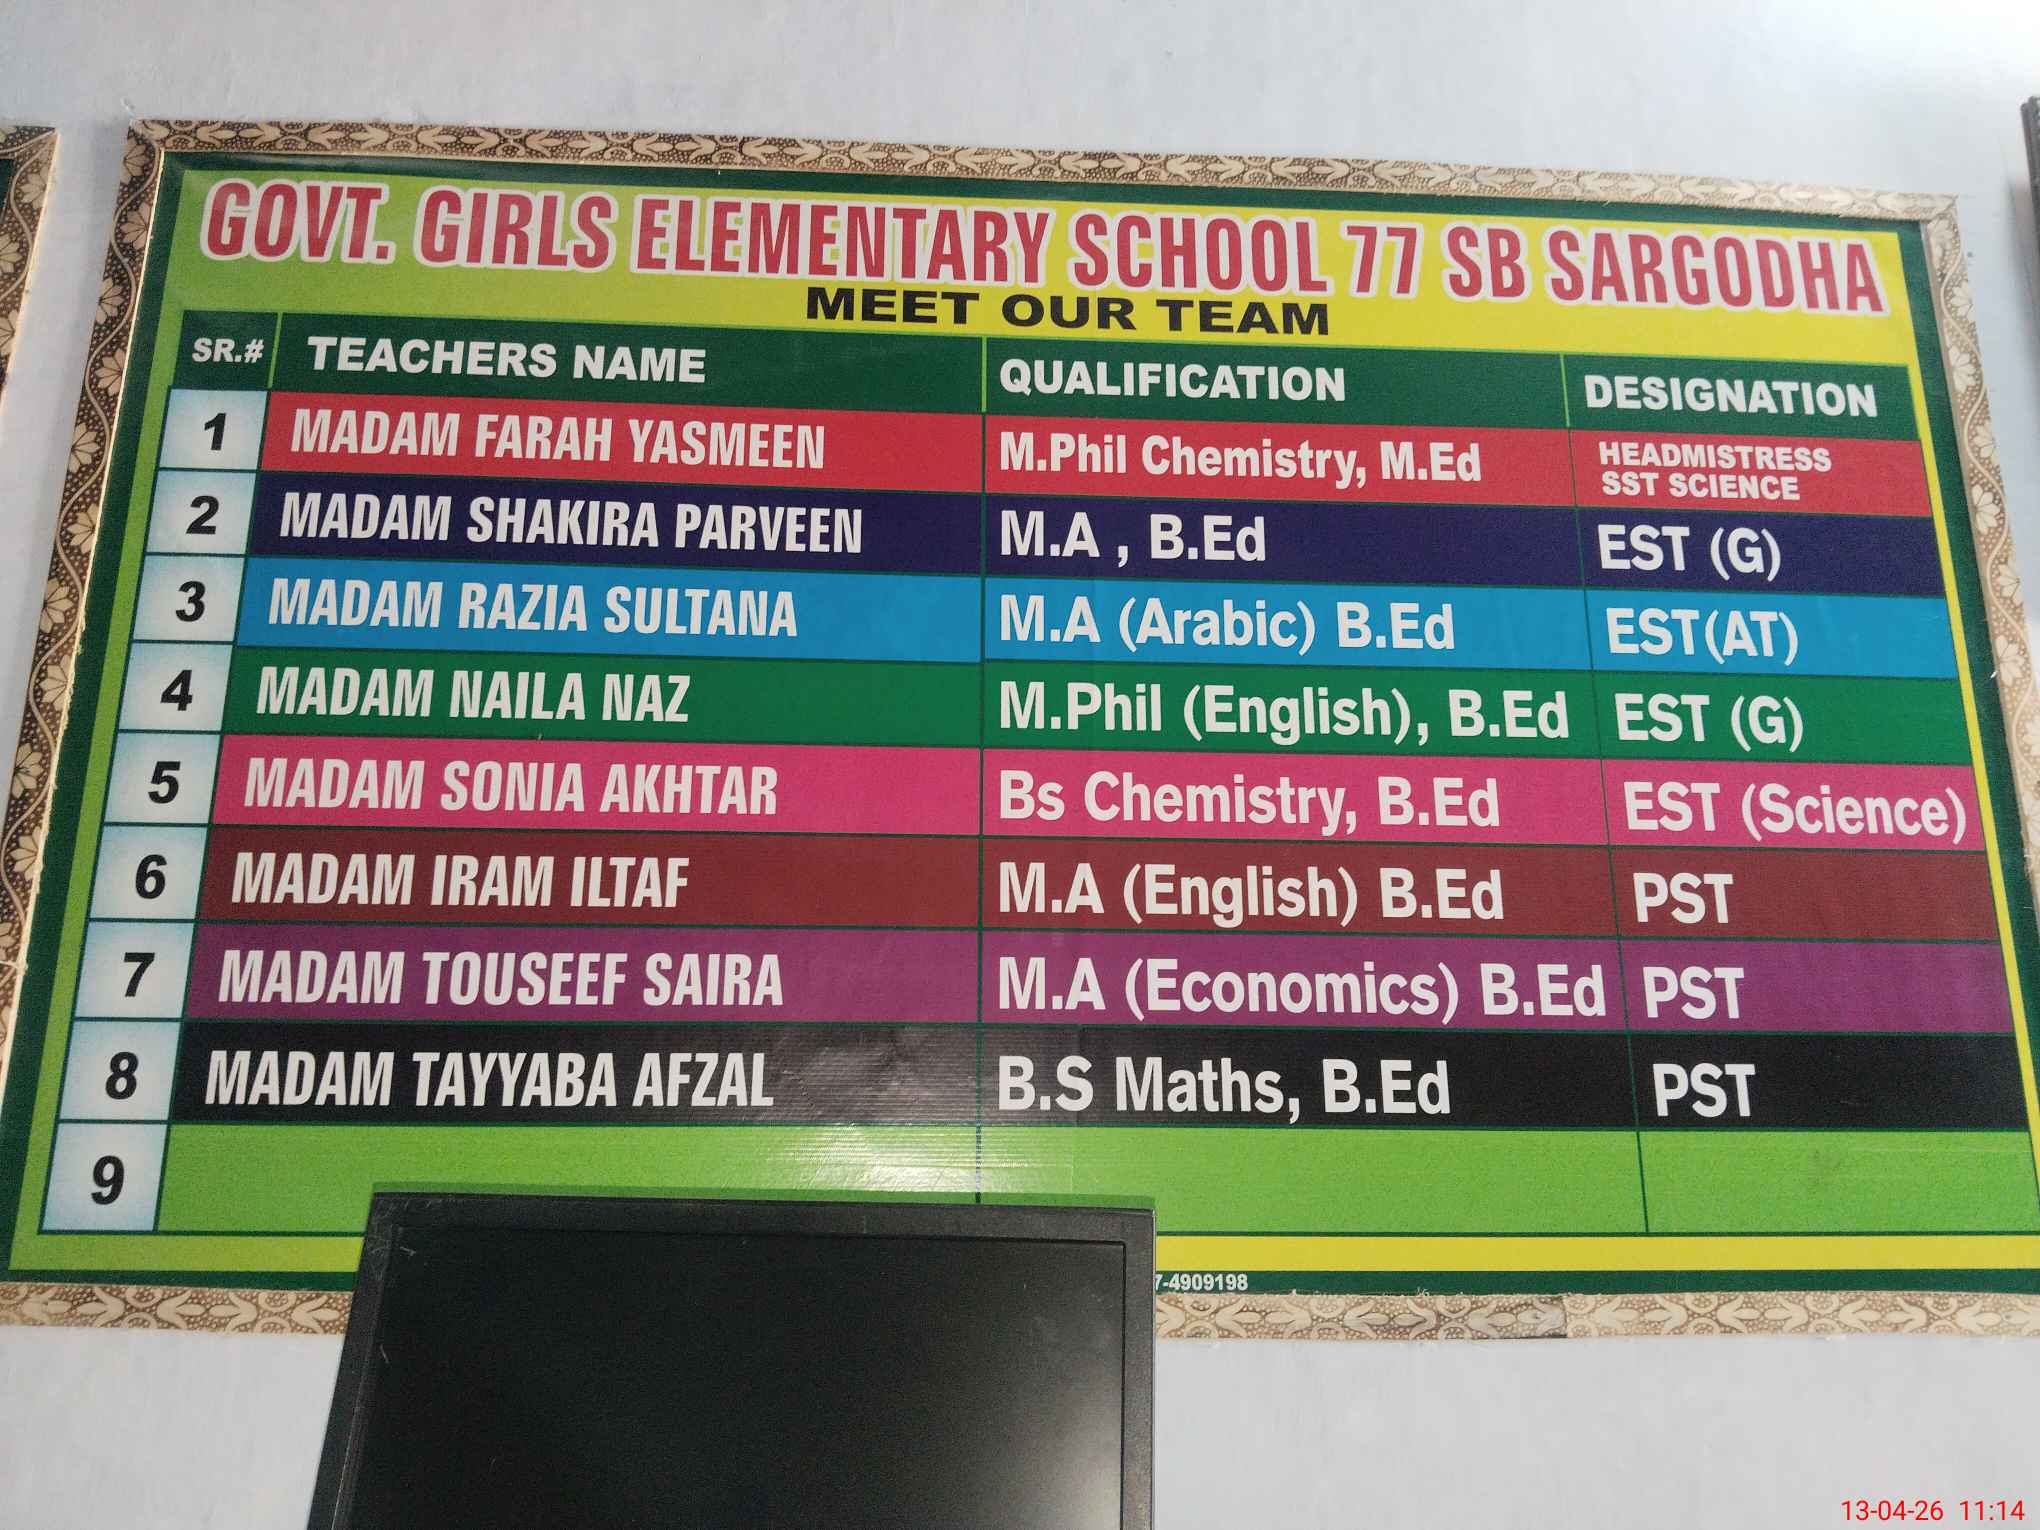 GOVT. GIRLS ELEMENTARY SCHOOL 77 SB SARGODHA
MEET OUR TEAM
SR.# TEACHERS NAME QUALIFICATION DESIGNATION
1 MADAM FARAH YASMEEN M.Phil Chemistry, M.Ed HEADMISTRESS
SST SCIENCE
2 MADAM SHAKIRA PARVEEN M.A , B.Ed EST (G)
3 MADAM RAZIA SULTANA M.A (Arabic) B.Ed EST(AT)
4 MADAM NAILA NAZ M.Phil (English), B.Ed EST (G)
5 MADAM SONIA AKHTAR Bs Chemistry, B.Ed EST (Science)
6 MADAM IRAM ILTAF M.A (English) B.Ed PST
7 MADAM TOUSEEF SAIRA M.A (Economics) B.Ed PST
8 MADAM TAYYABA AFZAL B.S Maths, B.Ed PST
9
7-4909198
13-04-26 11:14